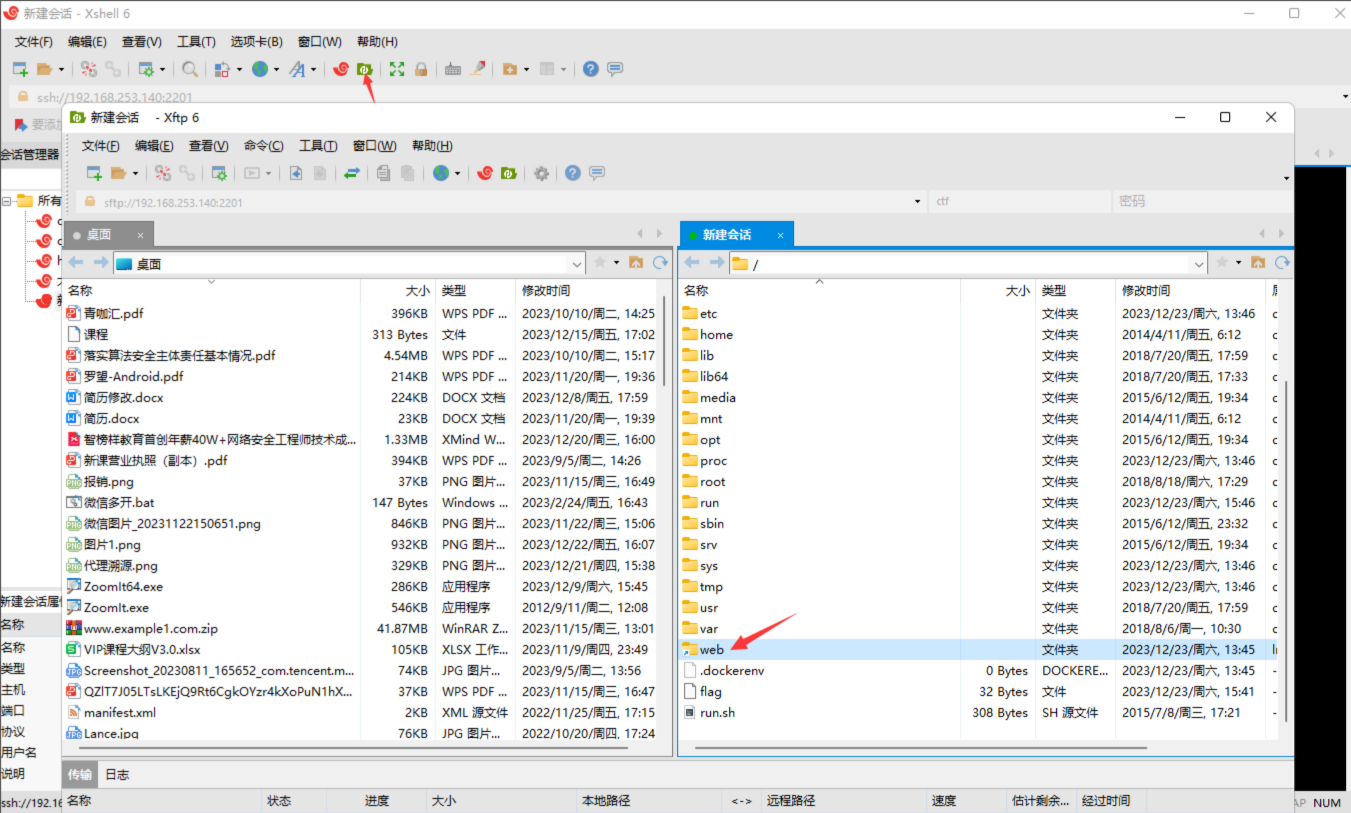 新建会话 - Xshell 6
文件(F) 编辑(E) 查看(V) 工具(T) 选项卡(B) 窗口(W) 帮助(H)
ssh://192.168.253.140:2201
要添加
会话管理器
所有
新建会话 - Xftp 6
文件(F) 编辑(E) 查看(V) 命令(C) 工具(T) 窗口(W) 帮助(H)
sftp://192.168.253.140:2201 ctf 密码
桌面 ×
桌面
名称 大小 类型 修改时间
青咖汇.pdf 396KB WPS PDF ... 2023/10/10/周二, 14:25
课程 313 Bytes 文件 2023/12/15/周五, 17:02
落实算法安全主体责任基本情况.pdf 4.54MB WPS PDF ... 2023/10/10/周二, 15:17
罗望-Android.pdf 214KB WPS PDF ... 2023/11/20/周一, 19:36
简历修改.docx 224KB DOCX 文档 2023/12/8/周五, 17:59
简历.docx 23KB DOCX 文档 2023/11/20/周一, 19:39
智榜样教育首创年薪40W+网络安全工程师技术成... 1.33MB XMind W... 2023/12/20/周三, 16:00
新课营业执照（副本）.pdf 394KB WPS PDF ... 2023/9/5/周二, 14:26
报销.png 37KB PNG 图片... 2023/11/15/周三, 16:49
微信多开.bat 147 Bytes Windows ... 2023/2/24/周五, 16:43
微信图片_20231122150651.png 846KB PNG 图片... 2023/11/22/周三, 15:06
图片1.png 932KB PNG 图片... 2023/12/22/周五, 16:07
代理溯源.png 329KB PNG 图片... 2023/12/21/周四, 15:38
ZoomIt64.exe 286KB 应用程序 2023/12/9/周六, 15:45
ZoomIt.exe 546KB 应用程序 2012/9/11/周二, 12:08
www.example1.com.zip 41.87MB WinRAR Z... 2023/11/15/周三, 13:01
VIP课程大纲V3.0.xlsx 105KB XLSX 工作... 2023/11/9/周四, 23:49
Screenshot_20230811_165652_com.tencent.m... 74KB JPG 图片... 2023/9/5/周二, 13:56
QZlT7J05LTsLKEjQ9Rt6CgkOYzr4kXoPuN1hX... 37KB WPS PDF ... 2023/11/15/周三, 16:47
manifest.xml 2KB XML 源文件 2022/11/25/周五, 17:15
Lance.jpg 76KB JPG 图片... 2022/10/20/周四, 17:24
新建会话 ×
/
名称 大小 类型 修改时间
etc 文件夹 2023/12/23/周六, 13:46
home 文件夹 2014/4/11/周五, 6:12
lib 文件夹 2018/7/20/周五, 17:59
lib64 文件夹 2018/7/20/周五, 17:33
media 文件夹 2015/6/12/周五, 19:34
mnt 文件夹 2014/4/11/周五, 6:12
opt 文件夹 2015/6/12/周五, 19:34
proc 文件夹 2023/12/23/周六, 13:46
root 文件夹 2018/8/18/周六, 17:29
run 文件夹 2023/12/23/周六, 15:46
sbin 文件夹 2015/6/12/周五, 23:32
srv 文件夹 2015/6/12/周五, 19:34
sys 文件夹 2023/12/23/周六, 13:46
tmp 文件夹 2023/12/23/周六, 13:46
usr 文件夹 2018/7/20/周五, 17:59
var 文件夹 2018/8/6/周一, 10:30
web 文件夹 2023/12/23/周六, 13:45
.dockerenv 0 Bytes DOCKERE... 2023/12/23/周六, 13:45
flag 32 Bytes 文件 2023/12/23/周六, 15:41
run.sh 308 Bytes SH 源文件 2015/7/8/周三, 17:21
新建会话属
名称
名称
类型
主机
端口
协议
用户名
说明
传输 日志
名称 状态 进度 大小 本地路径 <-> 远程路径 速度 估计剩余... 经过时间
ssh://192.16 AP NUM